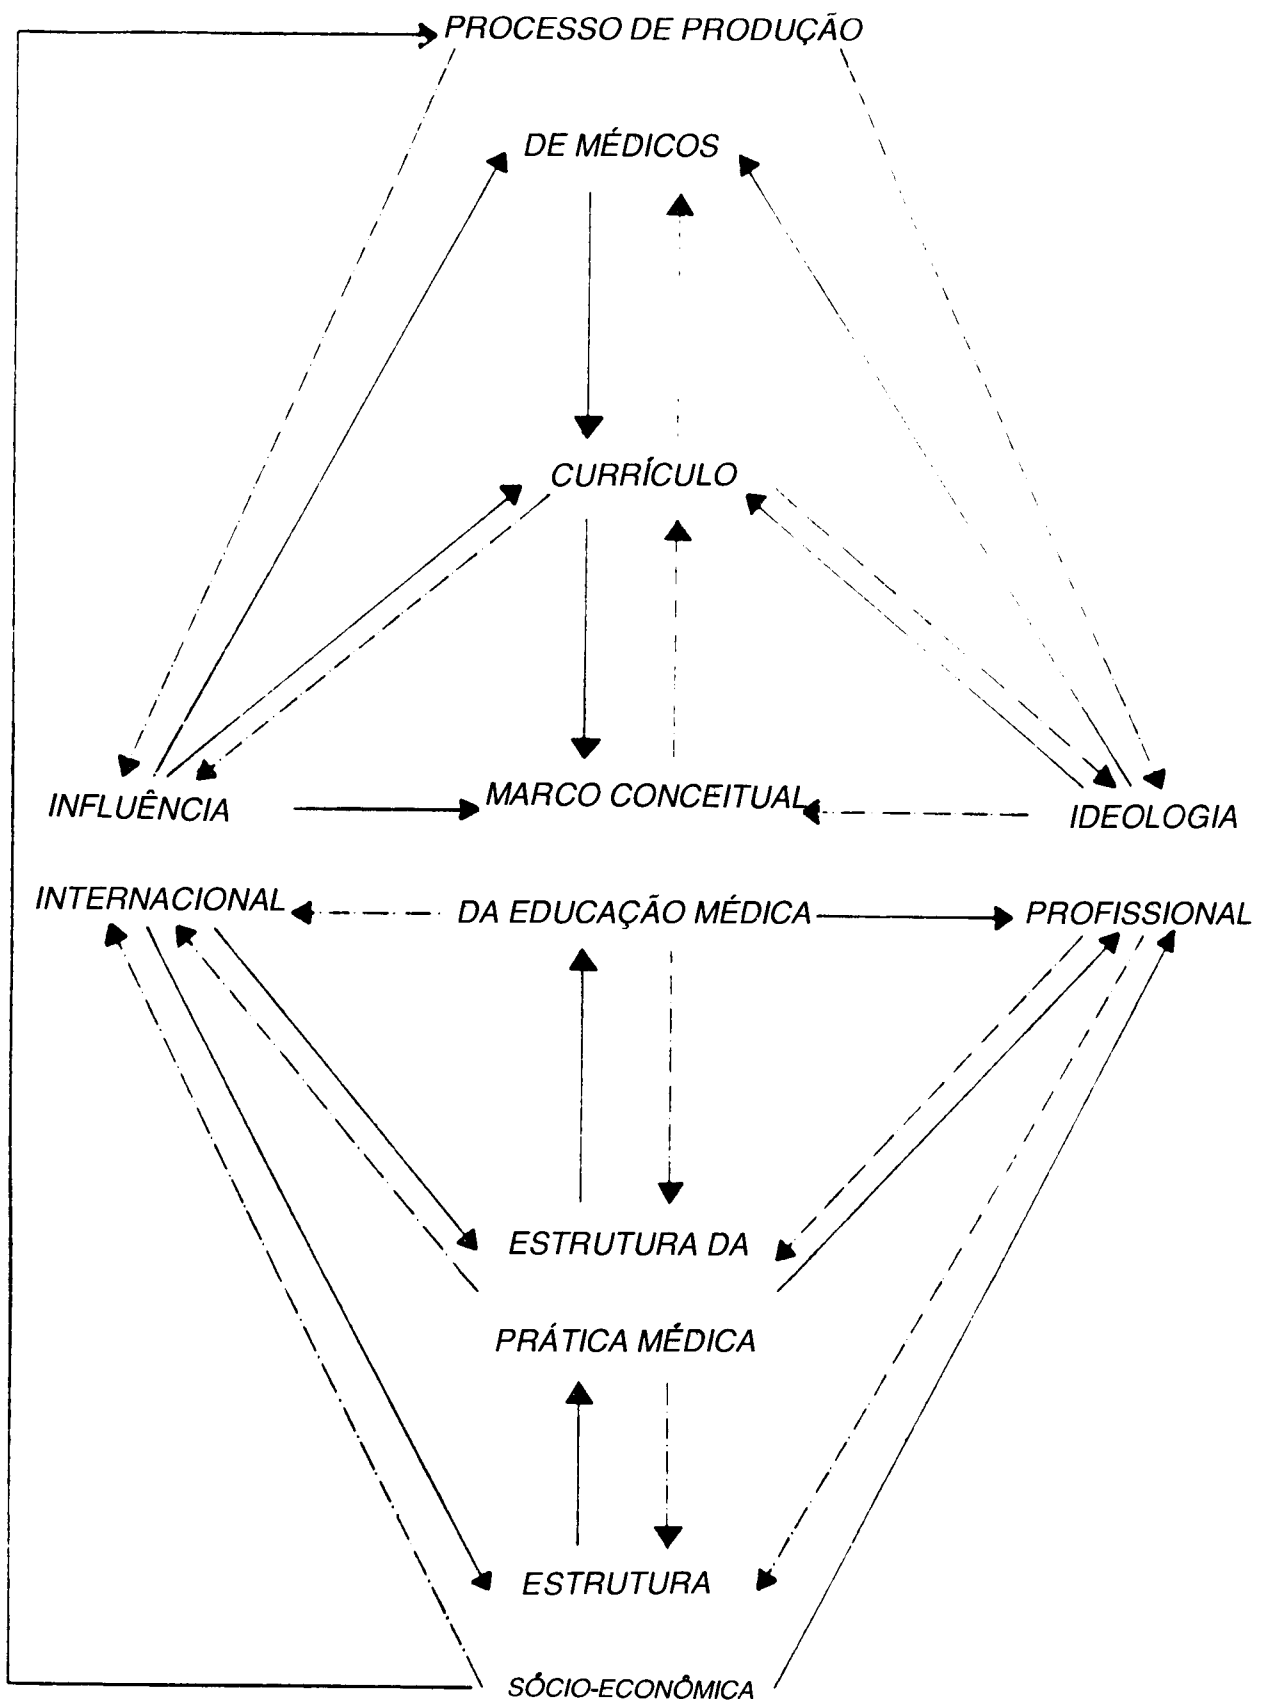 PROCESSO DE PRODUÇÃO
DE MÉDICOS
CURRÍCULO
INFLUÊNCIA
MARCO CONCEITUAL
IDEOLOGIA
INTERNACIONAL
DA EDUCAÇÃO MÉDICA
PROFISSIONAL
ESTRUTURA DA
PRÁTICA MÉDICA
ESTRUTURA
SÓCIO-ECONÔMICA